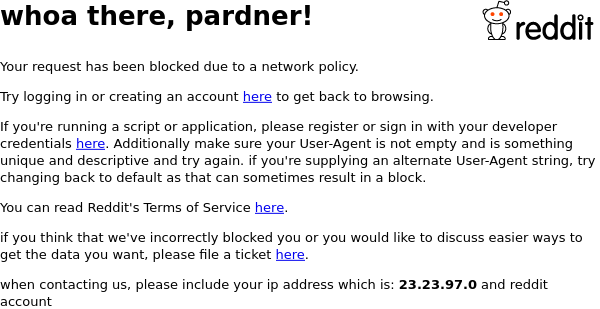 whoa there, pardner!
reddit
Your request has been blocked due to a network policy.
Try logging in or creating an account here to get back to browsing.
If you're running a script or application, please register or sign in with your developer
credentials here. Additionally make sure your User-Agent is not empty and is something
unique and descriptive and try again. if you're supplying an alternate User-Agent string, try
changing back to default as that can sometimes result in a block.
You can read Reddit's Terms of Service here.
if you think that we've incorrectly blocked you or you would like to discuss easier ways to
get the data you want, please file a ticket here.
when contacting us, please include your ip address which is: 23.23.97.0 and reddit
account